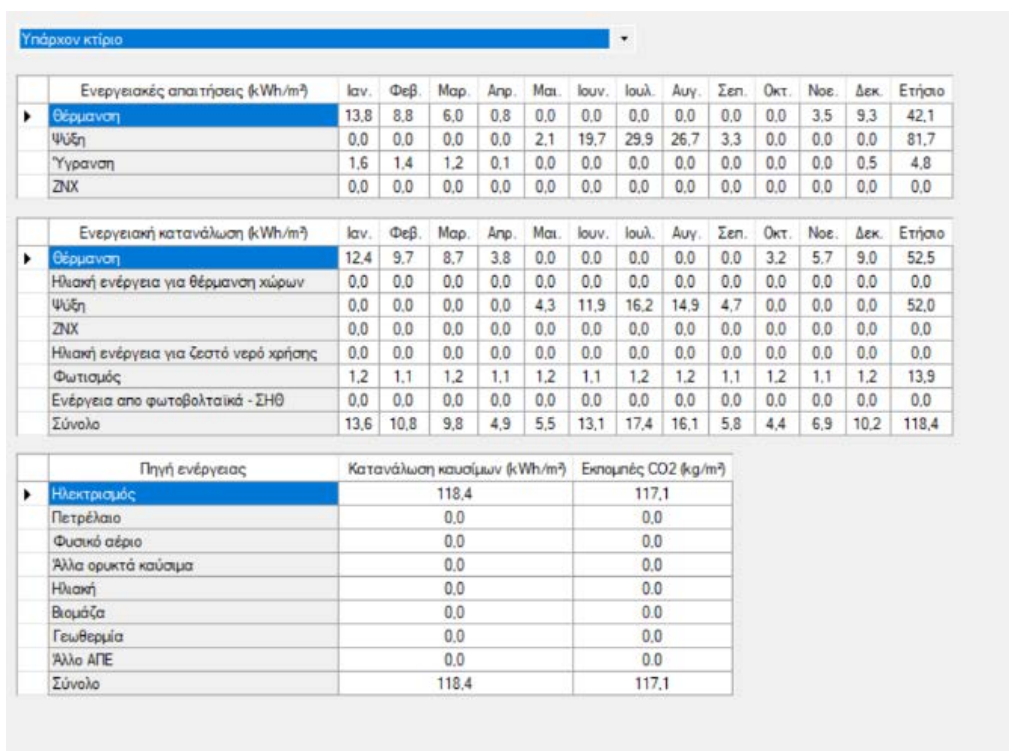 Υπάρχον κτίριο
Ενεργειακές απαιτήσεις (kWh/m²) Ιαν. Φεβ. Μαρ. Απρ. Μαι. Ιουν. Ιουλ. Αυγ. Σεπ. Οκτ. Νοε. Δεκ. Ετήσιο
Θέρμανση 13,8 8,8 6,0 0,8 0,0 0,0 0,0 0,0 0,0 0,0 3,5 9,3 42,1
Ψύξη 0,0 0,0 0,0 0,0 2,1 19,7 29,9 26,7 3,3 0,0 0,0 0,0 81,7
Ύγρανση 1,6 1,4 1,2 0,1 0,0 0,0 0,0 0,0 0,0 0,0 0,0 0,5 4,8
ΖΝΧ 0,0 0,0 0,0 0,0 0,0 0,0 0,0 0,0 0,0 0,0 0,0 0,0 0,0
Ενεργειακή κατανάλωση (kWh/m²) Ιαν. Φεβ. Μαρ. Απρ. Μαι. Ιουν. Ιουλ. Αυγ. Σεπ. Οκτ. Νοε. Δεκ. Ετήσιο
Θέρμανση 12,4 9,7 8,7 3,8 0,0 0,0 0,0 0,0 0,0 3,2 5,7 9,0 52,5
Ηλιακή ενέργεια για θέρμανση χώρων 0,0 0,0 0,0 0,0 0,0 0,0 0,0 0,0 0,0 0,0 0,0 0,0 0,0
Ψύξη 0,0 0,0 0,0 0,0 4,3 11,9 16,2 14,9 4,7 0,0 0,0 0,0 52,0
ΖΝΧ 0,0 0,0 0,0 0,0 0,0 0,0 0,0 0,0 0,0 0,0 0,0 0,0 0,0
Ηλιακή ενέργεια για ζεστό νερό χρήσης 0,0 0,0 0,0 0,0 0,0 0,0 0,0 0,0 0,0 0,0 0,0 0,0 0,0
Φωτισμός 1,2 1,1 1,2 1,1 1,2 1,1 1,2 1,2 1,1 1,2 1,1 1,2 13,9
Ενέργεια απο φωτοβολταϊκά - ΣΗΘ 0,0 0,0 0,0 0,0 0,0 0,0 0,0 0,0 0,0 0,0 0,0 0,0 0,0
Σύνολο 13,6 10,8 9,8 4,9 5,5 13,1 17,4 16,1 5,8 4,4 6,9 10,2 118,4
Πηγή ενέργειας Κατανάλωση καυσίμων (kWh/m²) Εκπομπές CO2 (kg/m²)
Ηλεκτρισμός 118,4 117,1
Πετρέλαιο 0,0 0,0
Φυσικό αέριο 0,0 0,0
Άλλα ορυκτά καύσιμα 0,0 0,0
Ηλιακή 0,0 0.0
Βιομάζα 0,0 0.0
Γεωθερμία 0,0 0,0
Άλλο ΑΠΕ 0,0 0.0
Σύνολο 118,4 117,1